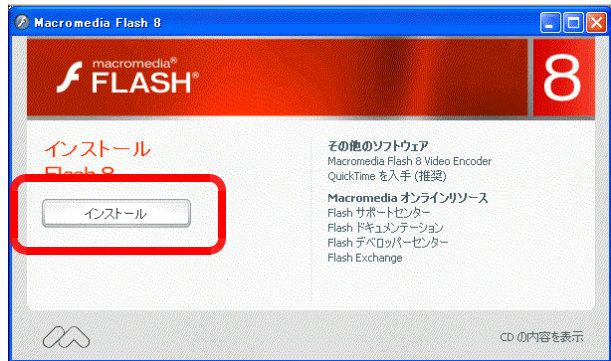 Macromedia Flash 8
macromedia®
FLASH®
8
インストール
Flash 8
インストール
その他のソフトウェア
Macromedia Flash 8 Video Encoder
QuickTime を入手 (推奨)
Macromedia オンラインリソース
Flash サポートセンター
Flash ドキュメンテーション
Flash デベロッパーセンター
Flash Exchange
CD の内容を表示